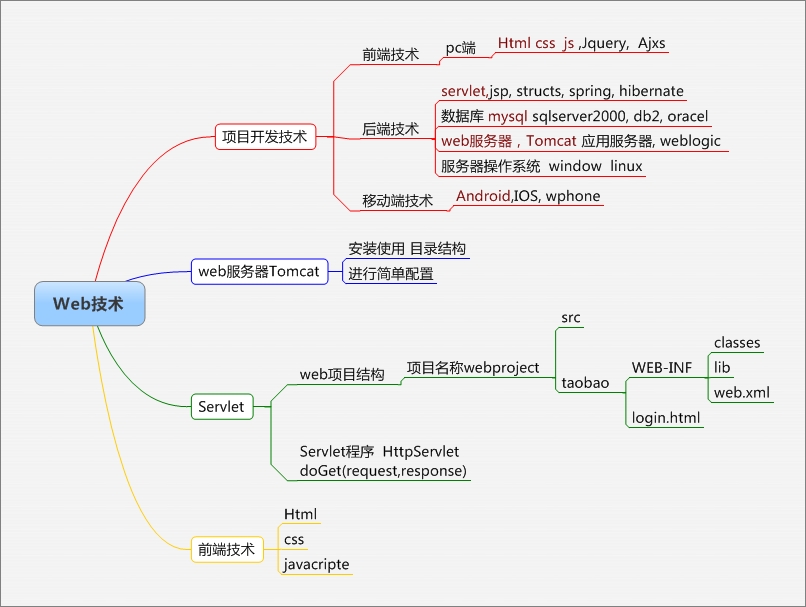 Web技术
项目开发技术
前端技术
pc端
Html css js ,Jquery, Ajxs
后端技术
servlet,jsp, structs, spring, hibernate
数据库 mysql sqlserver2000, db2, oracel
web服务器，Tomcat 应用服务器, weblogic
服务器操作系统 window linux
移动端技术
Android,IOS, wphone
web服务器Tomcat
安装使用 目录结构
进行简单配置
Servlet
web项目结构
项目名称webproject
src
taobao
WEB-INF
classes
lib
web.xml
login.html
Servlet程序 HttpServlet
doGet(request,response)
前端技术
Html
css
javacripte